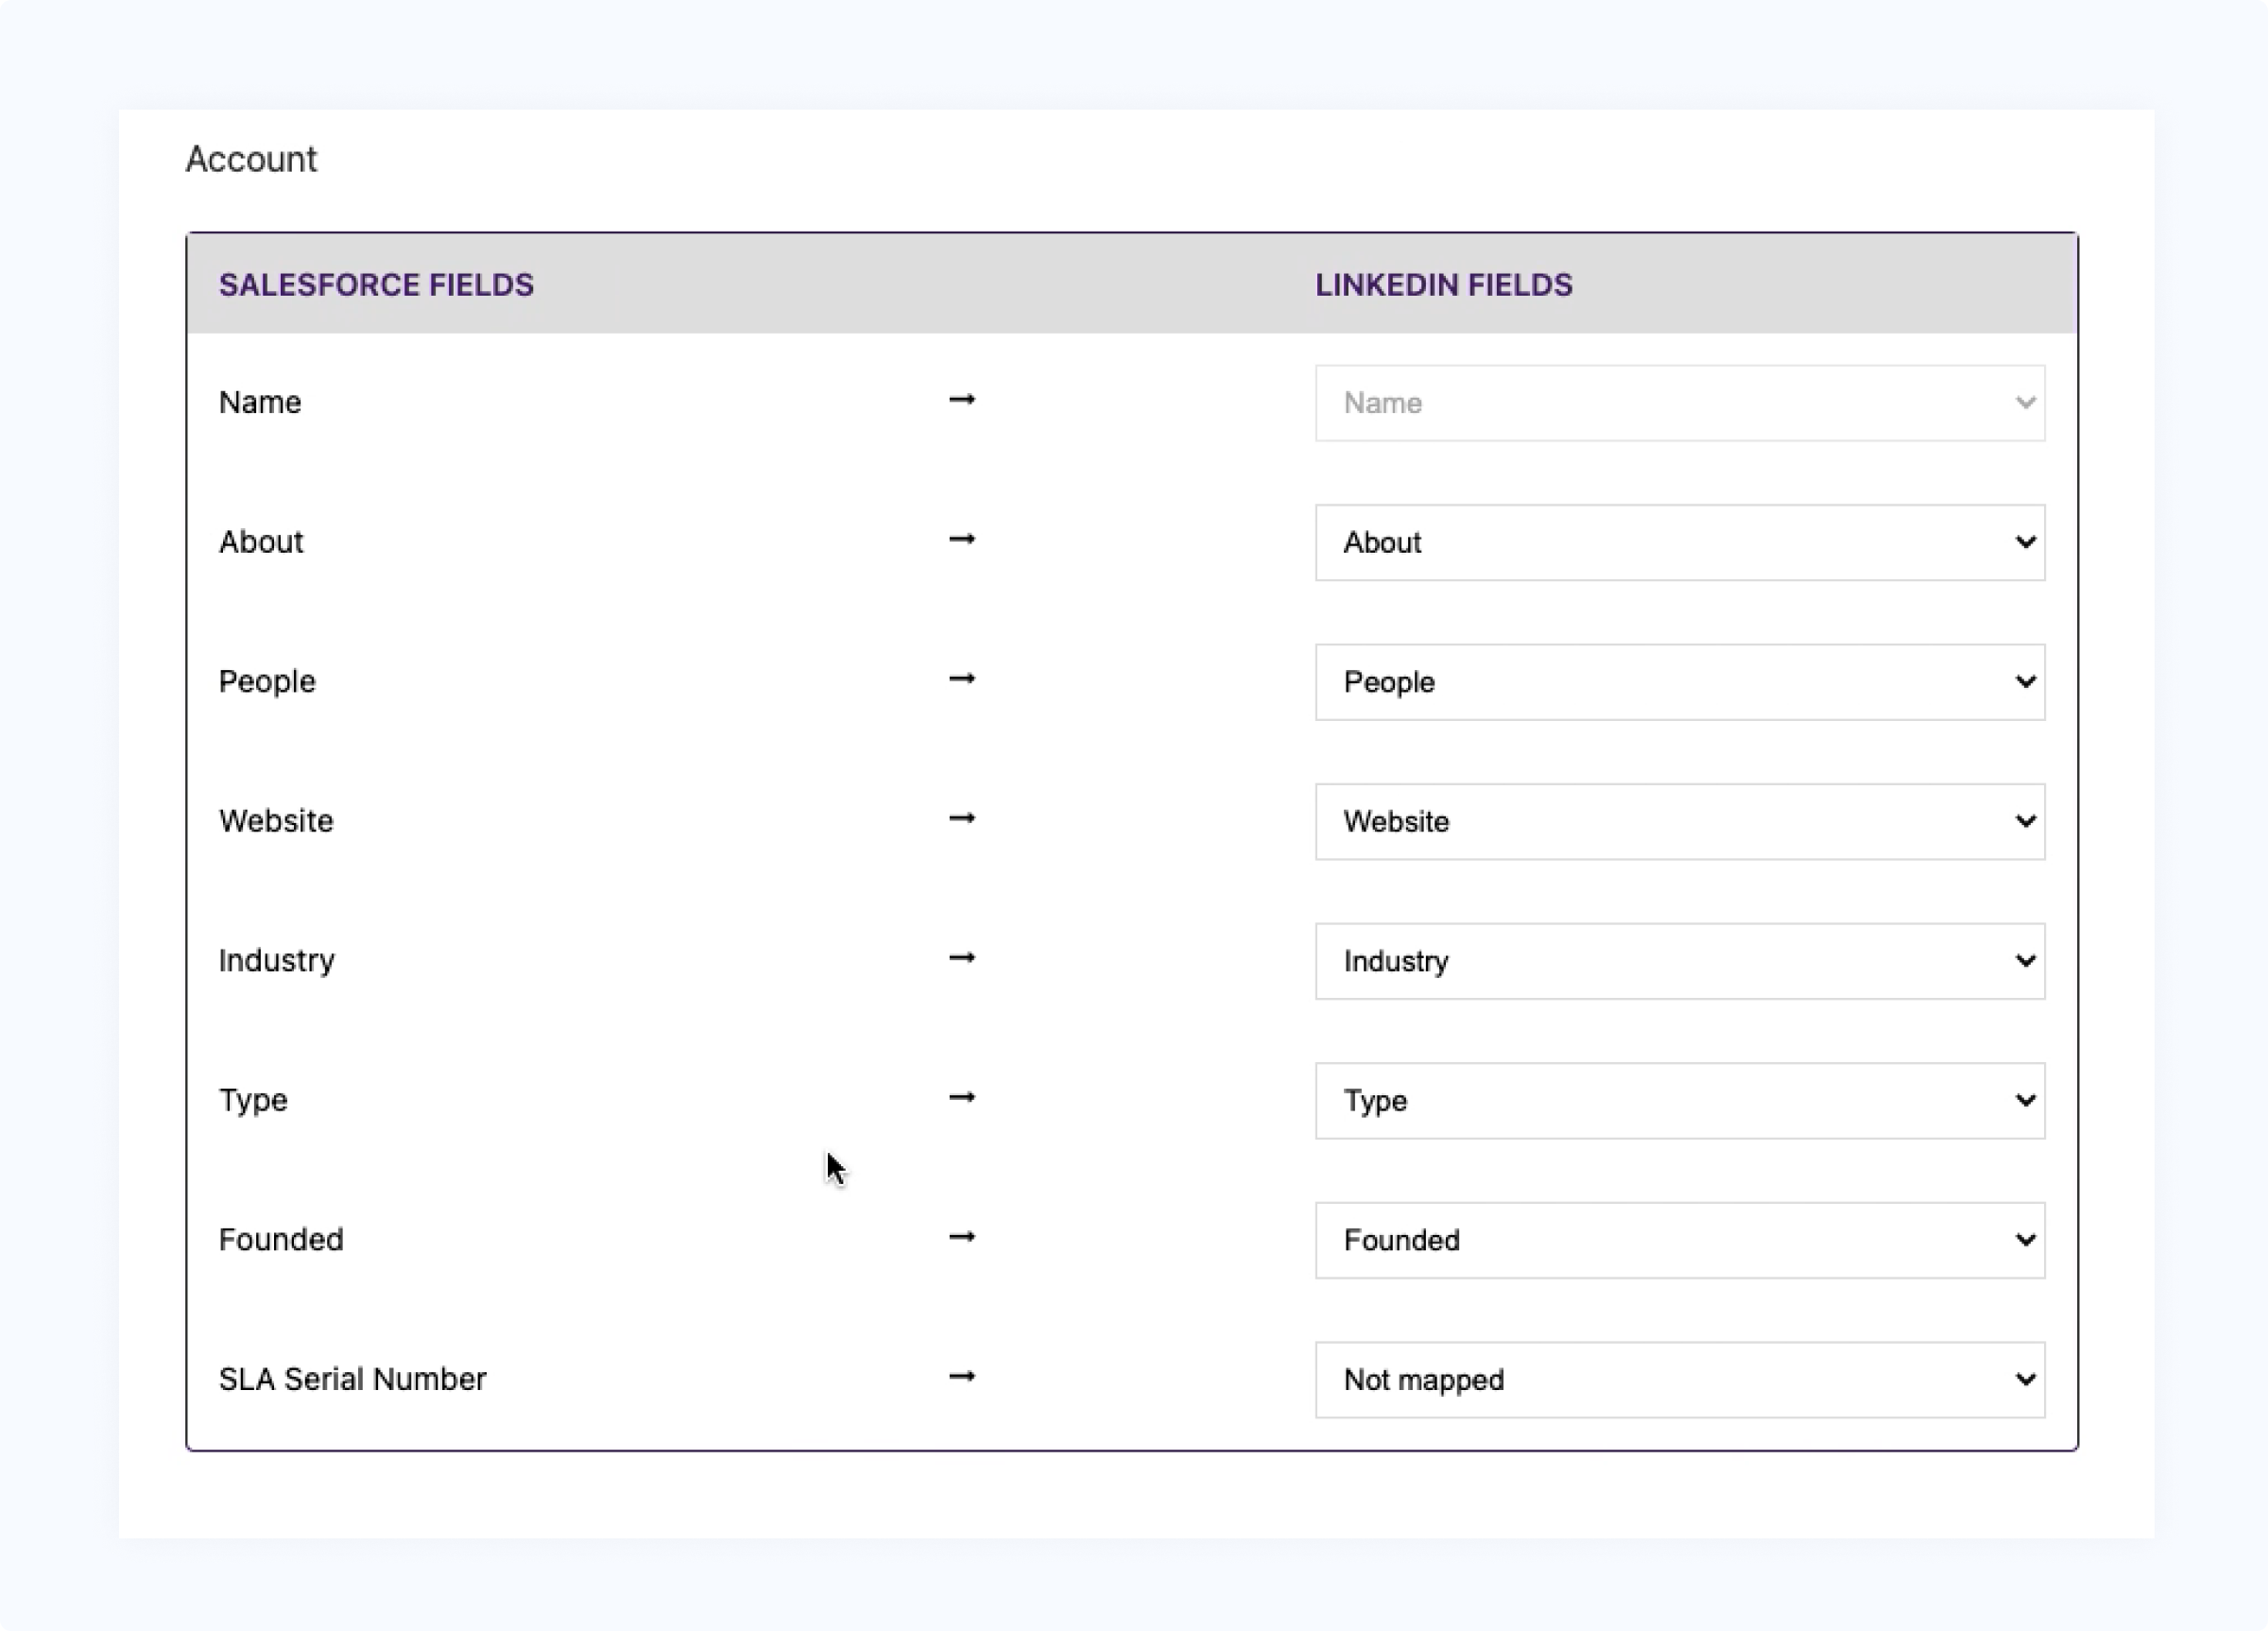 Account
SALESFORCE FIELDS LINKEDIN FIELDS
Name → Name
About → About
People → People
Website → Website
Industry → Industry
Type → Type
Founded → Founded
SLA Serial Number → Not mapped